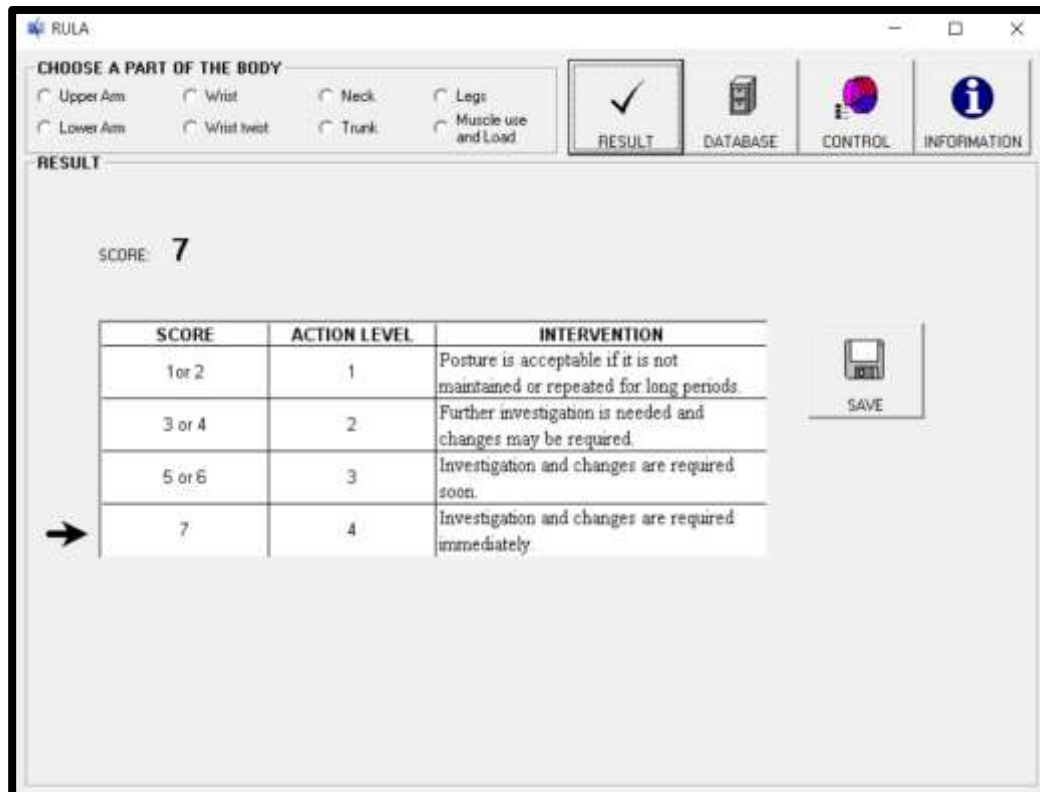 RULA
CHOOSE A PART OF THE BODY
Upper Arm Wrist Neck Legs
Lower Arm Wrist twist Trunk Muscle use and Load
RESULT DATABASE CONTROL INFORMATION
RESULT
SCORE: 7
SCORE ACTION LEVEL INTERVENTION
1 or 2 1 Posture is acceptable if it is not
maintained or repeated for long periods.
3 or 4 2 Further investigation is needed and
changes may be required.
5 or 6 3 Investigation and changes are required
soon.
7 4 Investigation and changes are required
immediately.
SAVE